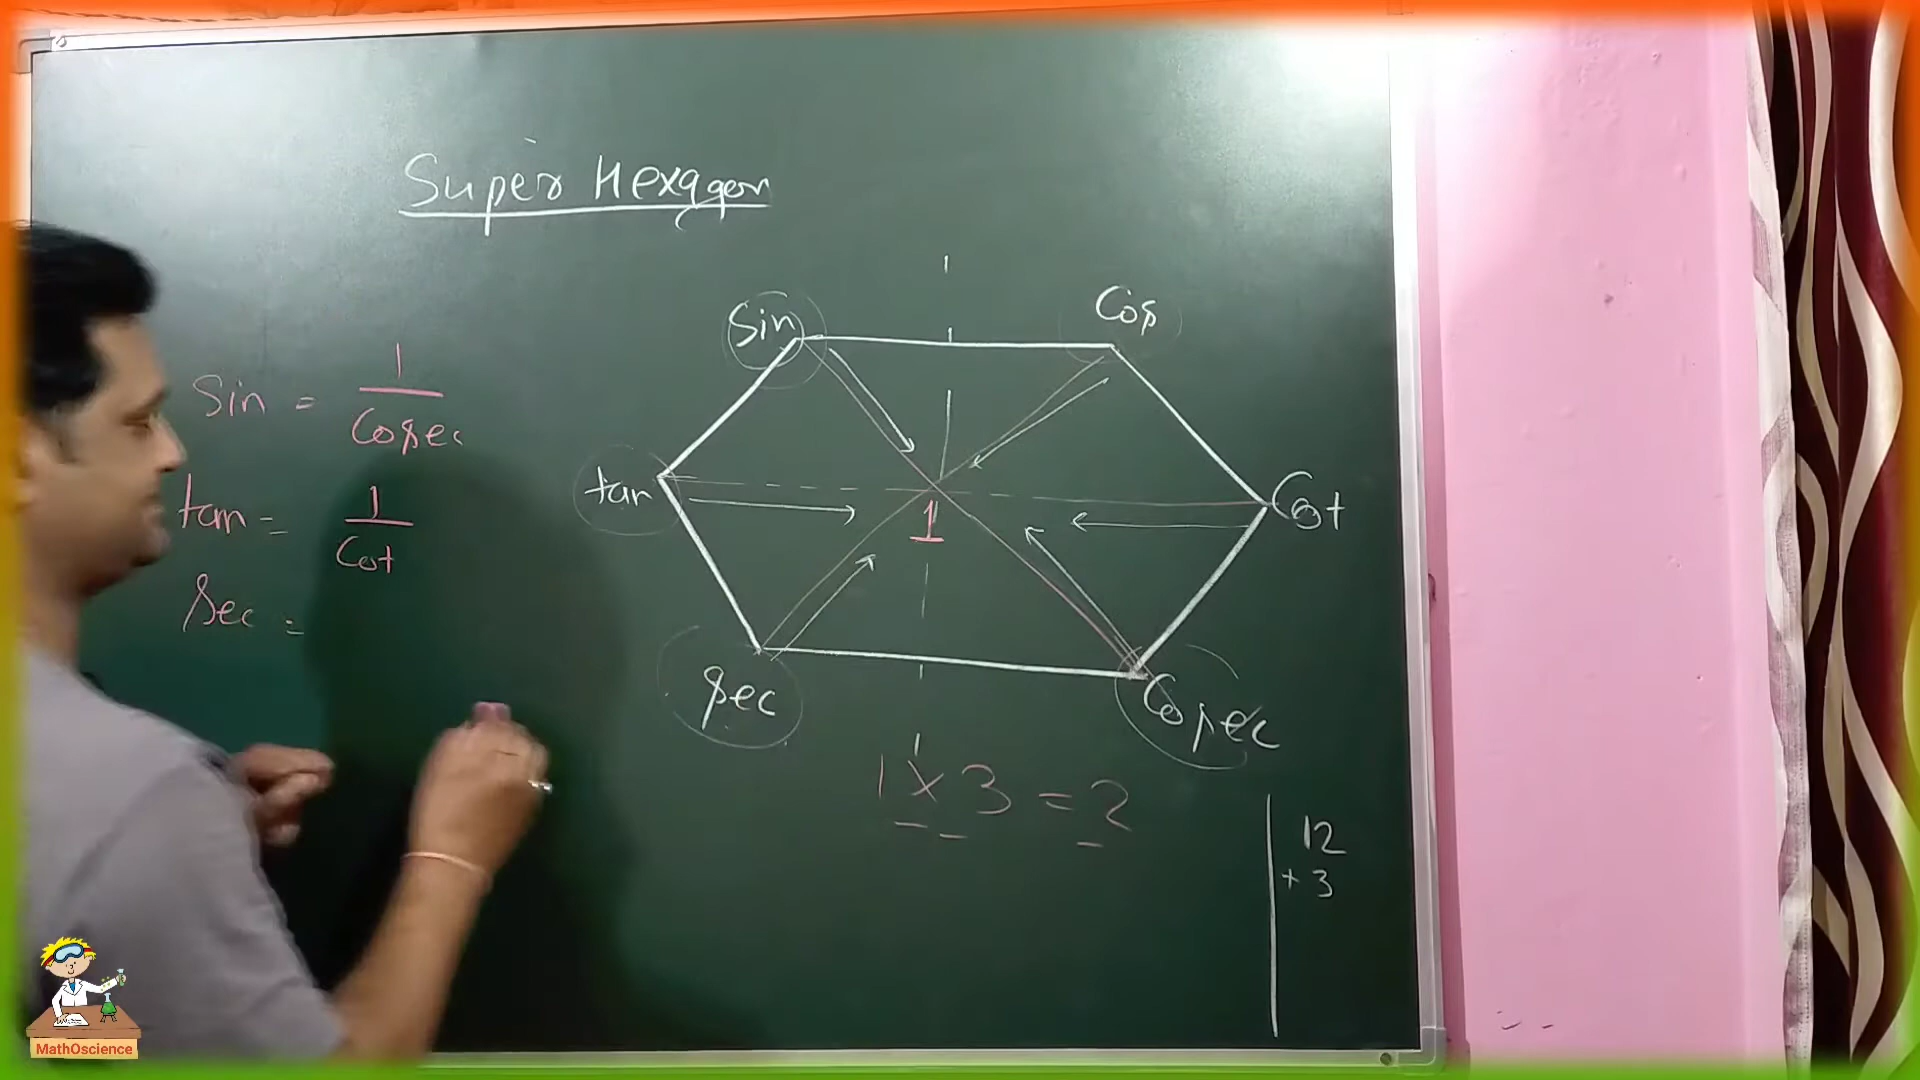 Super Hexagon
Sin
Cos
Sin = 1/Cosec
tan
Cot
1
tan = 1/Cot
Sec =
Sec
Cosec
1 x 3 = 2
12
+ 3
MathOscience